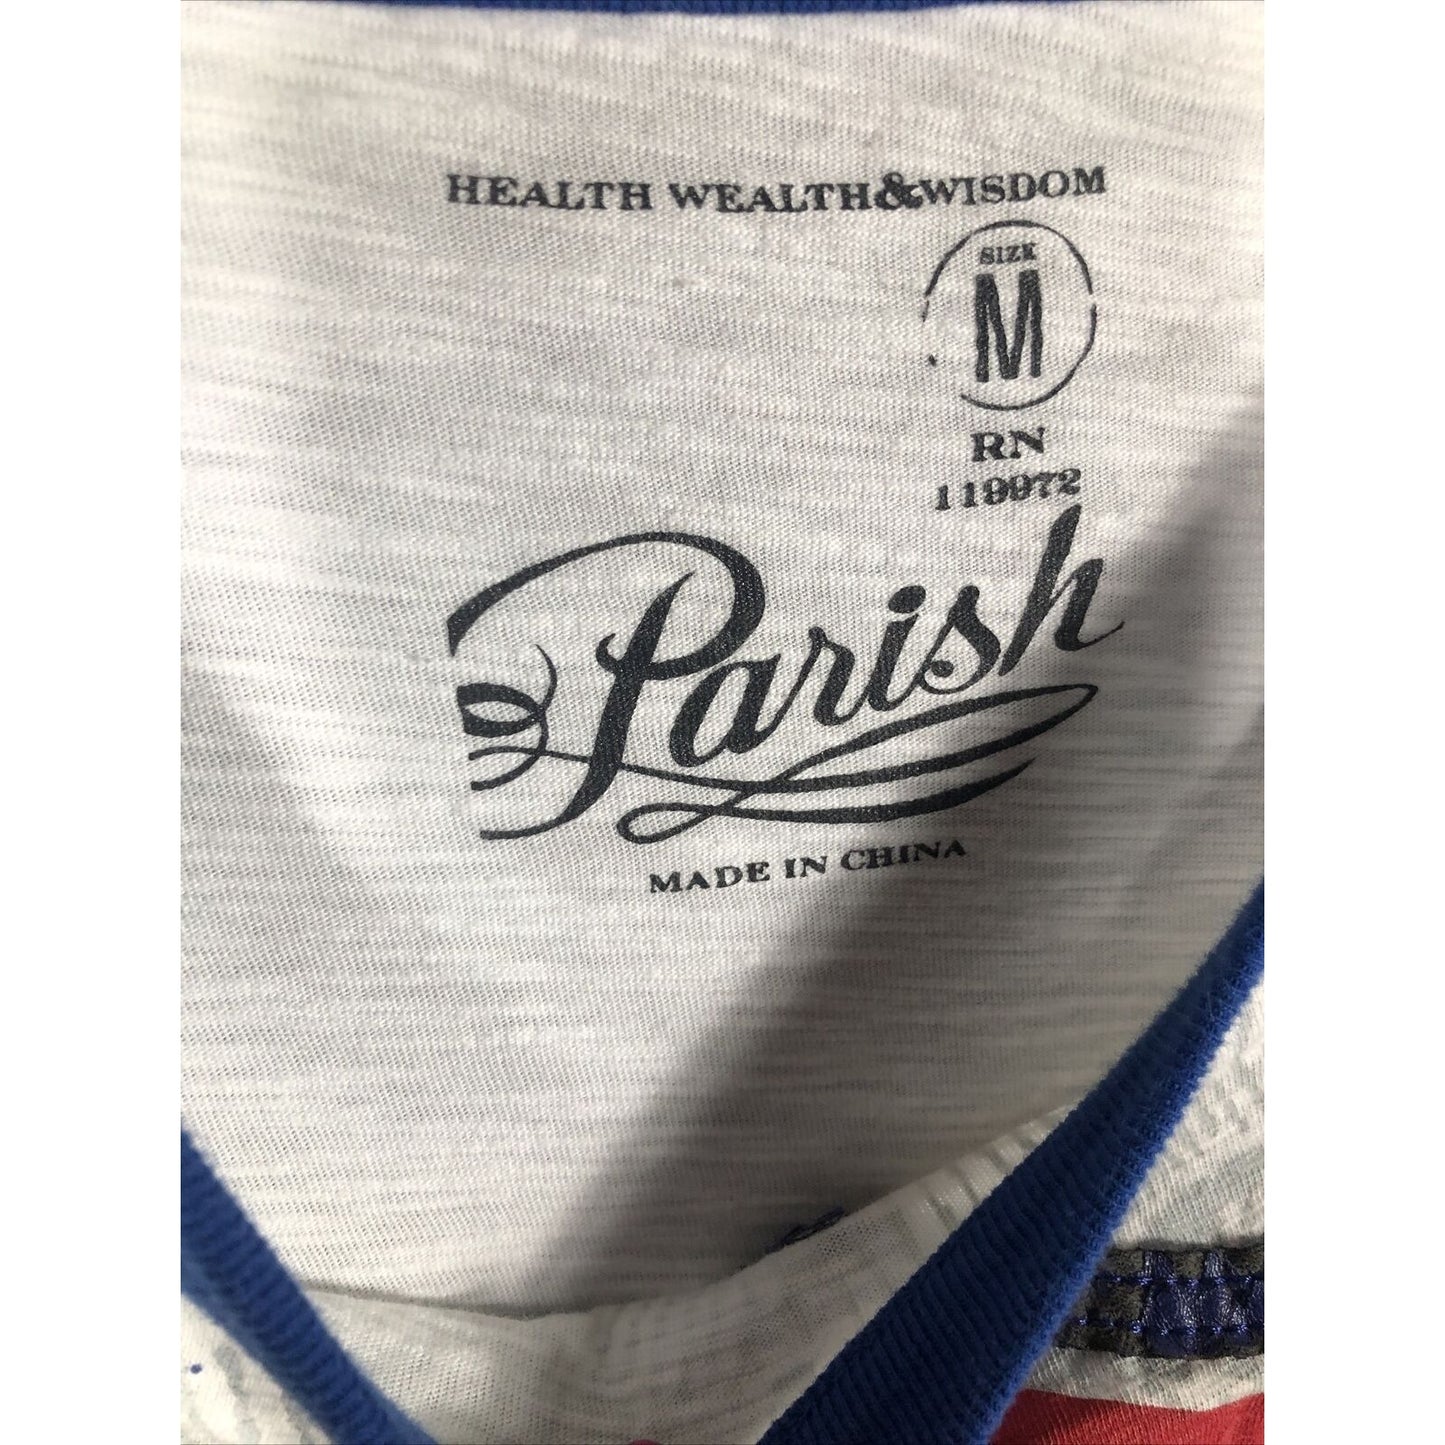 HEALTH WEALTH&WISDOM
SIZE
M
RN
119972
Parish
MADE IN CHINA